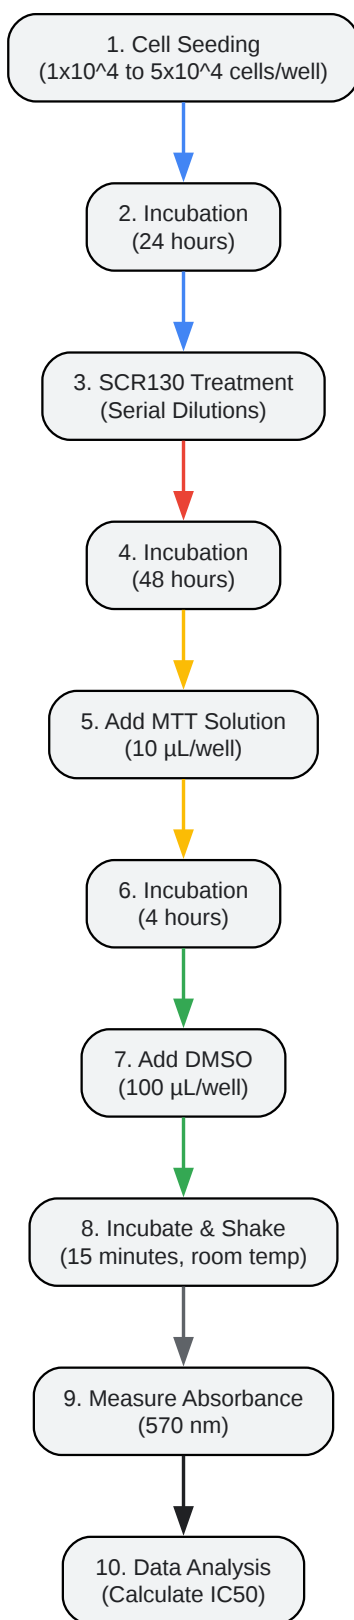 1. Cell Seeding
(1x10^4 to 5x10^4 cells/well)
2. Incubation
(24 hours)
3. SCR130 Treatment
(Serial Dilutions)
4. Incubation
(48 hours)
5. Add MTT Solution
(10 µL/well)
6. Incubation
(4 hours)
7. Add DMSO
(100 µL/well)
8. Incubate & Shake
(15 minutes, room temp)
9. Measure Absorbance
(570 nm)
10. Data Analysis
(Calculate IC50)